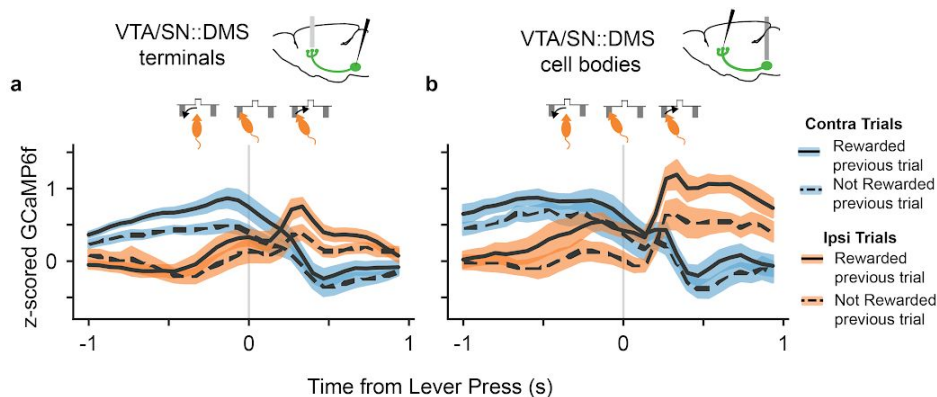 VTA/SN::DMS
terminals
VTA/SN::DMS
cell bodies
a
b
Contra Trials
Rewarded
previous trial
Not Rewarded
previous trial
Ipsi Trials
Rewarded
previous trial
Not Rewarded
previous trial
z-scored GCaMP6f
1
0
-1
0
1
-1
0
1
Time from Lever Press (s)